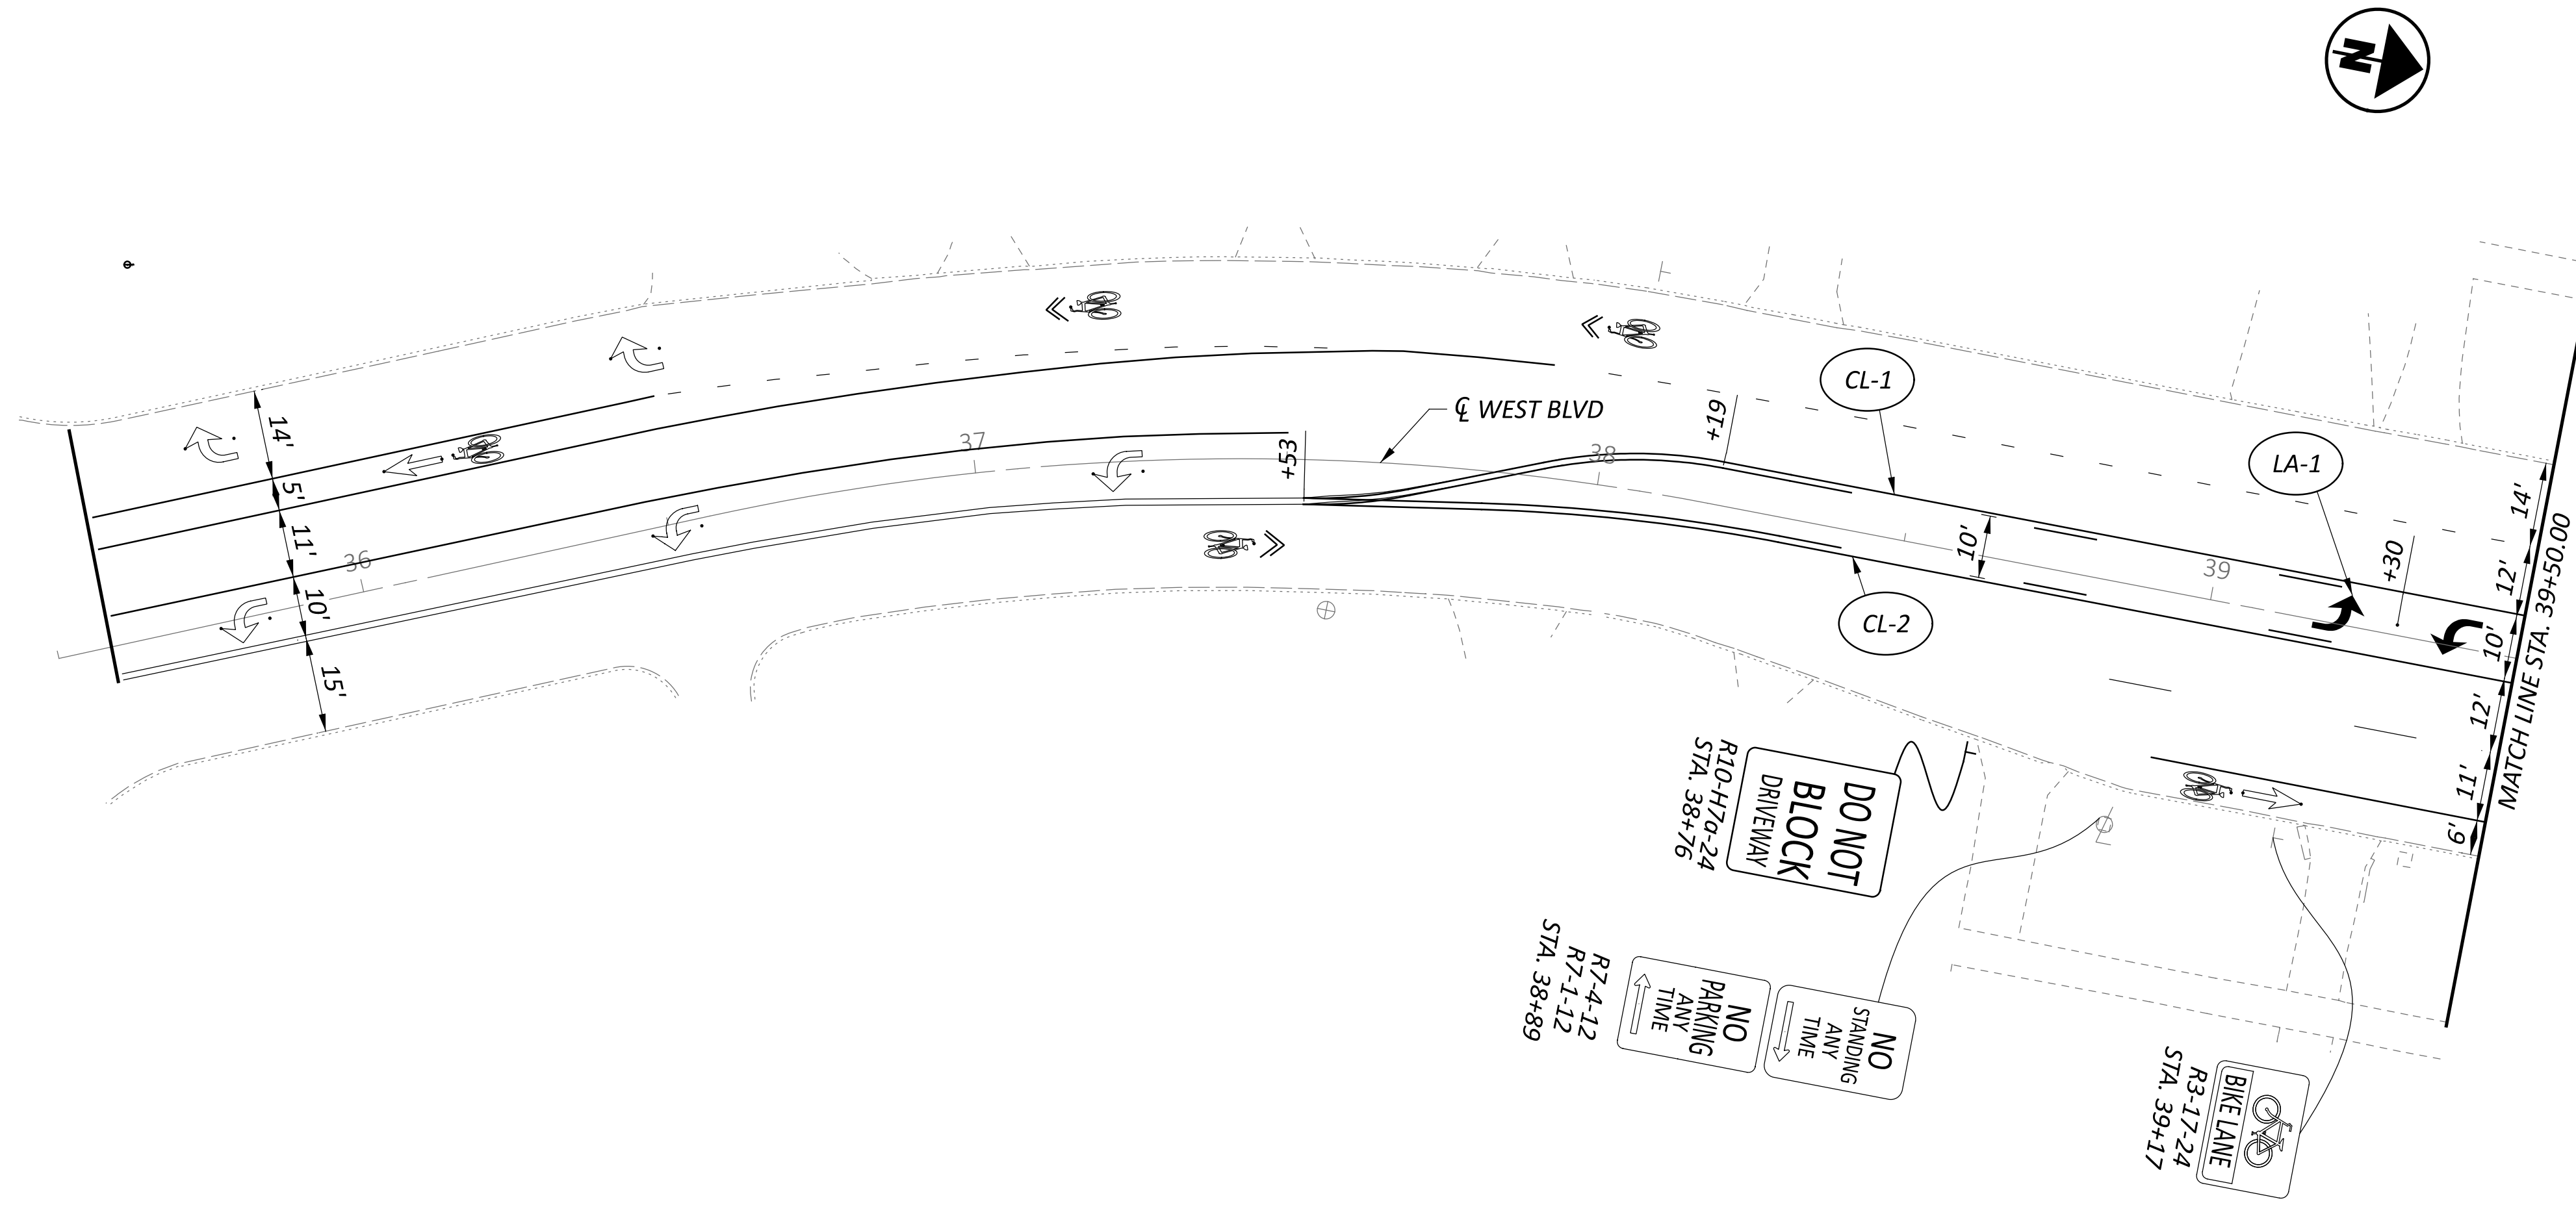 N
14'
5'
11'
10'
15'
36
37
+53
℄ WEST BLVD
38
+19
CL-1
CL-2
10'
39
LA-1
+30
14'
12'
10'
12'
11'
6'
MATCH LINE STA. 39+50.00
DO NOT
BLOCK
DRIVEWAY
R10-H7a-24
STA. 38+76
NO
STANDING
ANY
TIME
NO
PARKING
ANY
TIME
R7-4-12
R7-1-12
STA. 38+89
BIKE LANE
R3-17-24
STA. 39+17